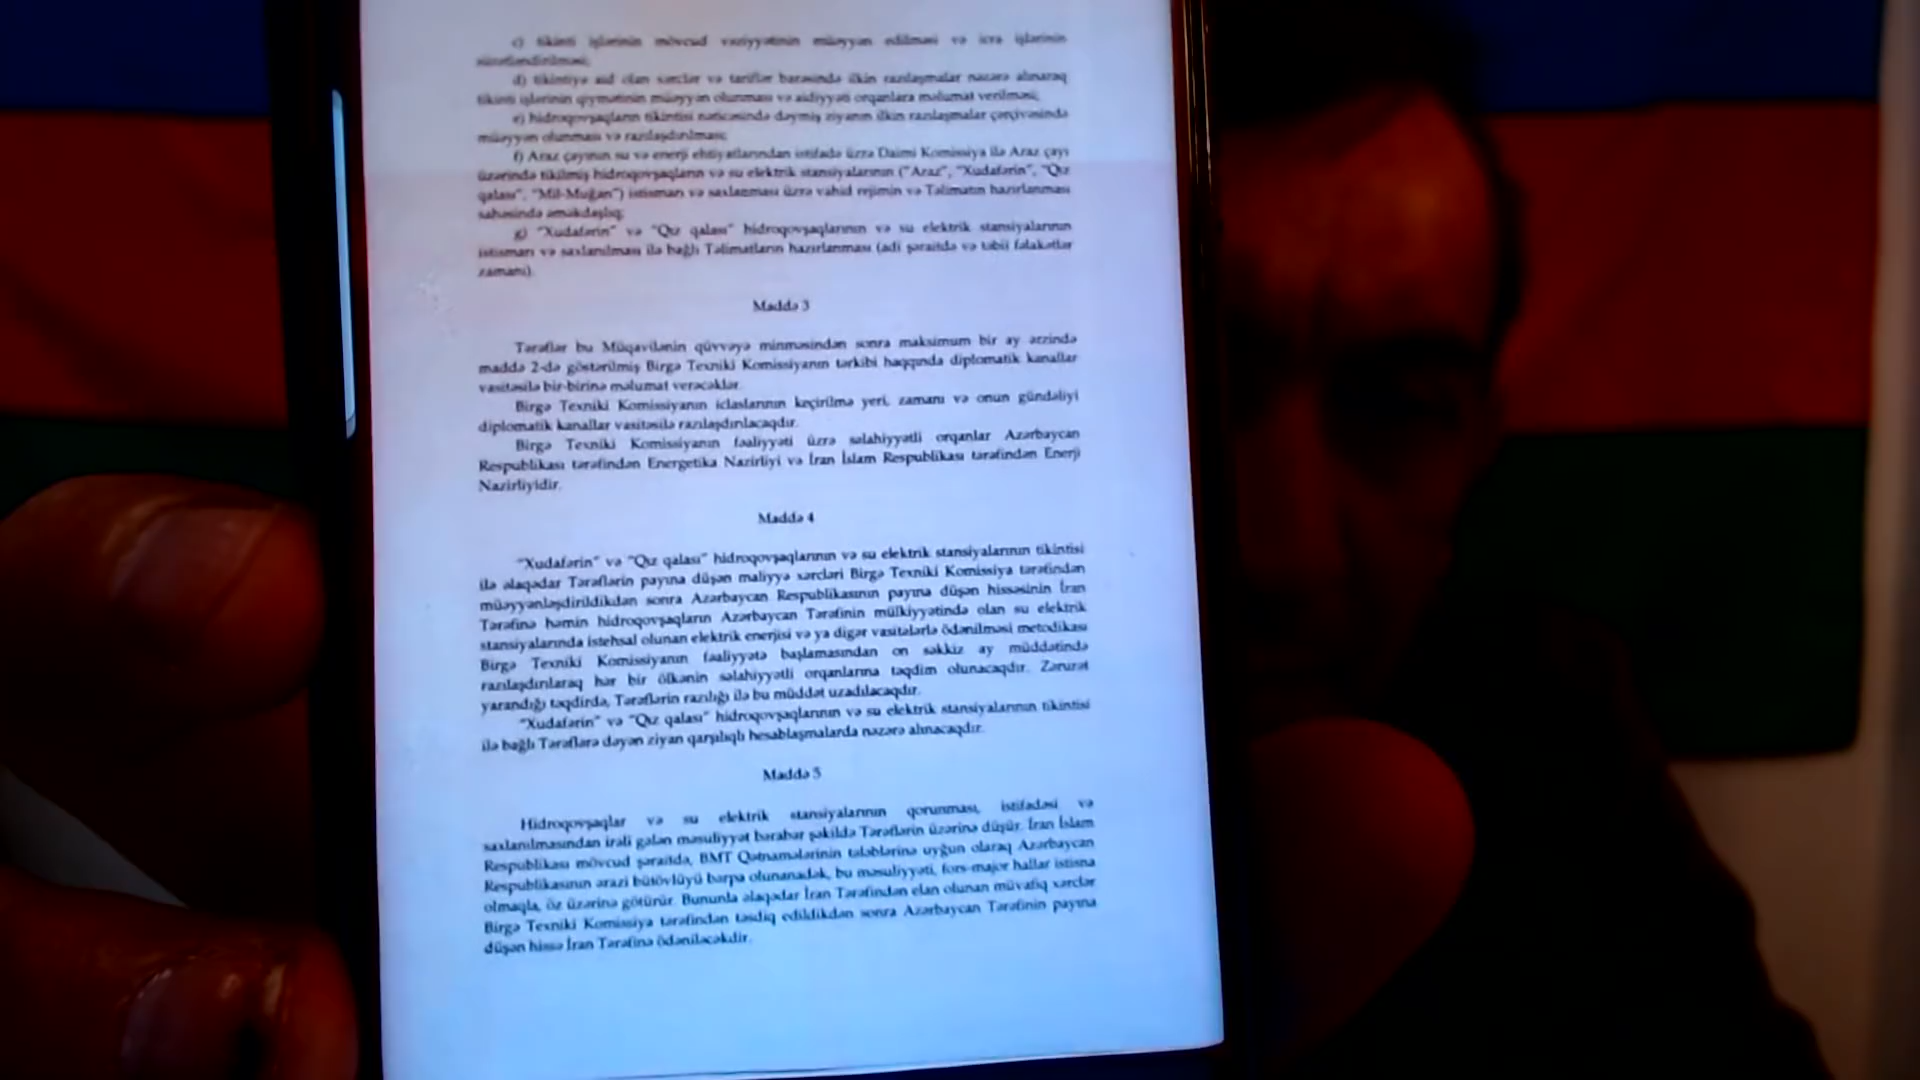 c) tikinti işlərinin mövcud vəziyyətinin müəyyən edilməsi və icra işlərinin
sürətləndirilməsi;
d) tikintiyə aid olan xərclər və tariflər barəsində ilkin razılaşmalar nəzərə alınaraq
tikinti işlərinin qiymətinin müəyyən olunması və aidiyyəti orqanlara məlumat verilməsi;
e) hidroqovşaqların tikintisi nəticəsində dəymiş ziyanın ilkin razılaşmalar çərçivəsində
müəyyən olunması və razılaşdırılması;
f) Araz çayının su və enerji ehtiyatlarından istifadə üzrə Daimi Komissiya ilə Araz çayı
üzərində tikilmiş hidroqovşaqların və su elektrik stansiyalarının ("Araz", "Xudafərin", "Qız
qalası", "Mil-Muğan") istismarı və saxlanması üzrə vahid rejimin və Təlimatın hazırlanması
sahəsində əməkdaşlıq;
g) "Xudafərin" və "Qız qalası" hidroqovşaqlarının və su elektrik stansiyalarının
istismarı və saxlanılması ilə bağlı Təlimatların hazırlanması (adi şəraitdə və təbii fəlakətlər
zamanı).
Maddə 3
Tərəflər bu Müqavilənin qüvvəyə minməsindən sonra maksimum bir ay ərzində
maddə 2-də göstərilmiş Birgə Texniki Komissiyanın tərkibi haqqında diplomatik kanallar
vasitəsilə bir-birinə məlumat verəcəklər.
Birgə Texniki Komissiyanın iclaslarının keçirilmə yeri, zamanı və onun gündəliyi
diplomatik kanallar vasitəsilə razılaşdırılacaqdır.
Birgə Texniki Komissiyanın fəaliyyəti üzrə səlahiyyətli orqanlar Azərbaycan
Respublikası tərəfindən Energetika Nazirliyi və İran İslam Respublikası tərəfindən Enerji
Nazirliyidir.
Maddə 4
"Xudafərin" və "Qız qalası" hidroqovşaqlarının və su elektrik stansiyalarının tikintisi
ilə əlaqədar Tərəflərin payına düşən maliyyə xərcləri Birgə Texniki Komissiya tərəfindən
müəyyənləşdirildikdən sonra Azərbaycan Respublikasının payına düşən hissəsinin İran
Tərəfinə həmin hidroqovşaqların Azərbaycan Tərəfinin mülkiyyətində olan su elektrik
stansiyalarında istehsal olunan elektrik enerjisi və ya digər vasitələrlə ödənilməsi metodikası
Birgə Texniki Komissiyanın fəaliyyətə başlamasından on səkkiz ay müddətində
razılaşdırılaraq hər bir ölkənin səlahiyyətli orqanlarına təqdim olunacaqdır. Zərurət
yarandığı təqdirdə, Tərəflərin razılığı ilə bu müddət uzadılacaqdır.
"Xudafərin" və "Qız qalası" hidroqovşaqlarının və su elektrik stansiyalarının tikintisi
ilə bağlı Tərəflərə dəyən ziyan qarşılıqlı hesablaşmalarda nəzərə alınacaqdır.
Maddə 5
Hidroqovşaqlar və su elektrik stansiyalarının qorunması, istifadəsi və
saxlanılmasından irəli gələn məsuliyyət bərabər şəkildə Tərəflərin üzərinə düşür. İran İslam
Respublikası mövcud şəraitdə, BMT Qətnamələrinin tələblərinə uyğun olaraq Azərbaycan
Respublikasının ərazi bütövlüyü bərpa olunanadək, bu məsuliyyəti, fors-major hallar istisna
olmaqla, öz üzərinə götürür. Bununla əlaqədar İran Tərəfindən elan olunan müvafiq xərclər
Birgə Texniki Komissiya tərəfindən təsdiq edildikdən sonra Azərbaycan Tərəfinin payına
düşən hissə İran Tərəfinə ödəniləcəkdir.